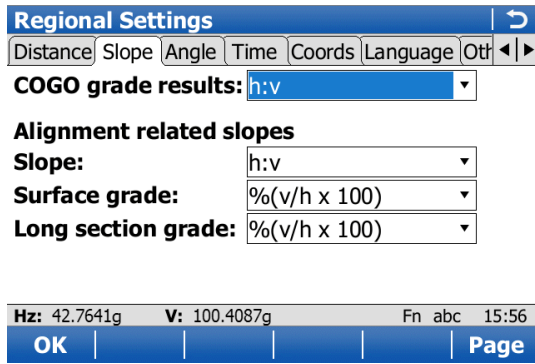 Regional Settings
Distance Slope Angle Time Coords Language Oth
COGO grade results: h:v
Alignment related slopes
Slope: h:v
Surface grade: %(v/h x 100)
Long section grade: %(v/h x 100)
Hz: 42.7641g V: 100.4087g Fn abc 15:56
OK Page